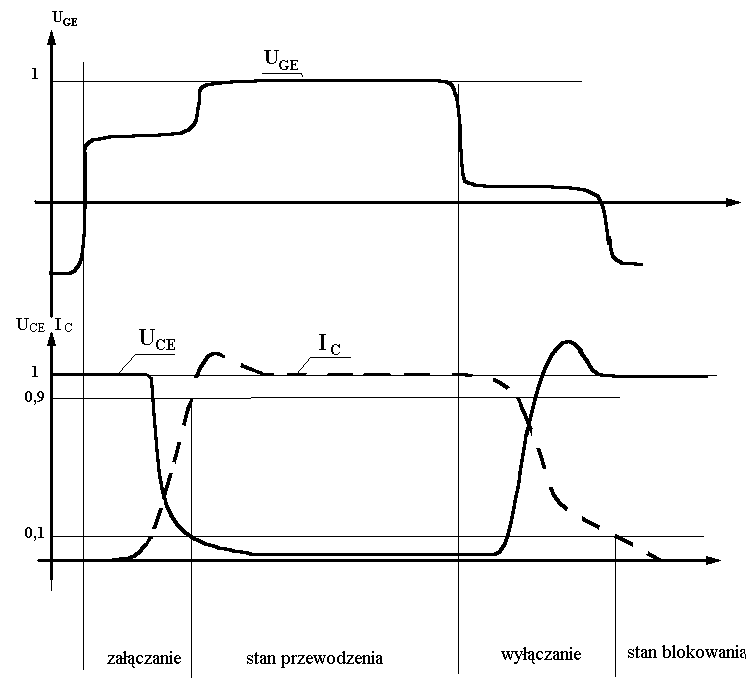 UGE
1
UGE
UCE IC
UCE
IC
1
0,9
0,1
załączanie
stan przewodzenia
wyłączanie
stan blokowania